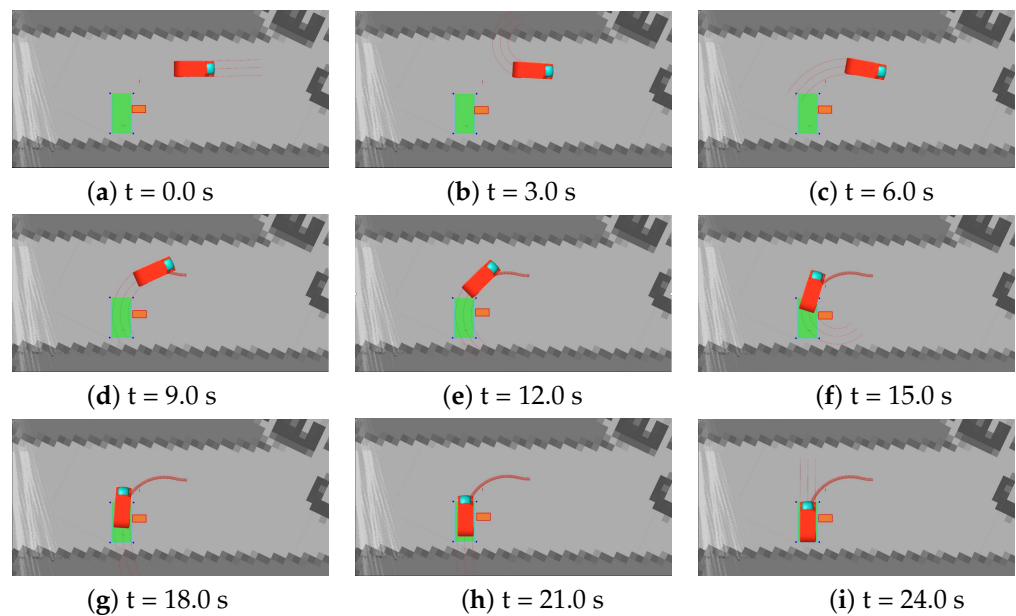 (a) t = 0.0 s
(b) t = 3.0 s
(c) t = 6.0 s
(d) t = 9.0 s
(e) t = 12.0 s
(f) t = 15.0 s
(g) t = 18.0 s
(h) t = 21.0 s
(i) t = 24.0 s